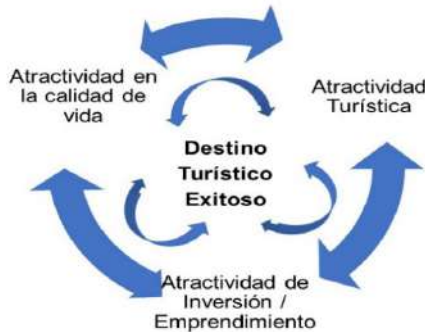 Atractividad en
la calidad de
vida
Atractividad
Turística
Destino
Turístico
Exitoso
Atractividad de
Inversión /
Emprendimiento